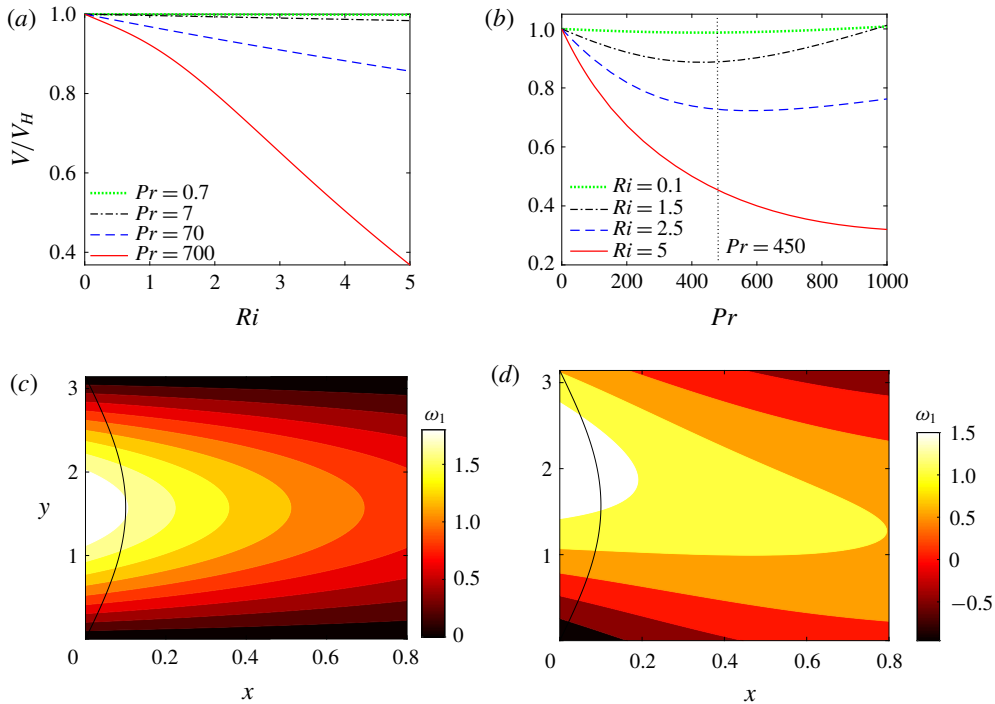 (a)
V/V_H
1.0
0.8
0.6
0.4
Pr = 0.7
Pr = 7
Pr = 70
Pr = 700
0 1 2 3 4 5
Ri
(b)
1.0
0.8
0.6
0.4
0.2
Ri = 0.1
Ri = 1.5
Ri = 2.5
Ri = 5
Pr = 450
0 200 400 600 800 1000
Pr
(c)
3
2
y
1
0 0.2 0.4 0.6 0.8
x
ω₁
1.5
1.0
0.5
0
(d)
3
2
1
0 0.2 0.4 0.6 0.8
x
ω₁
1.5
1.0
0.5
0
−0.5